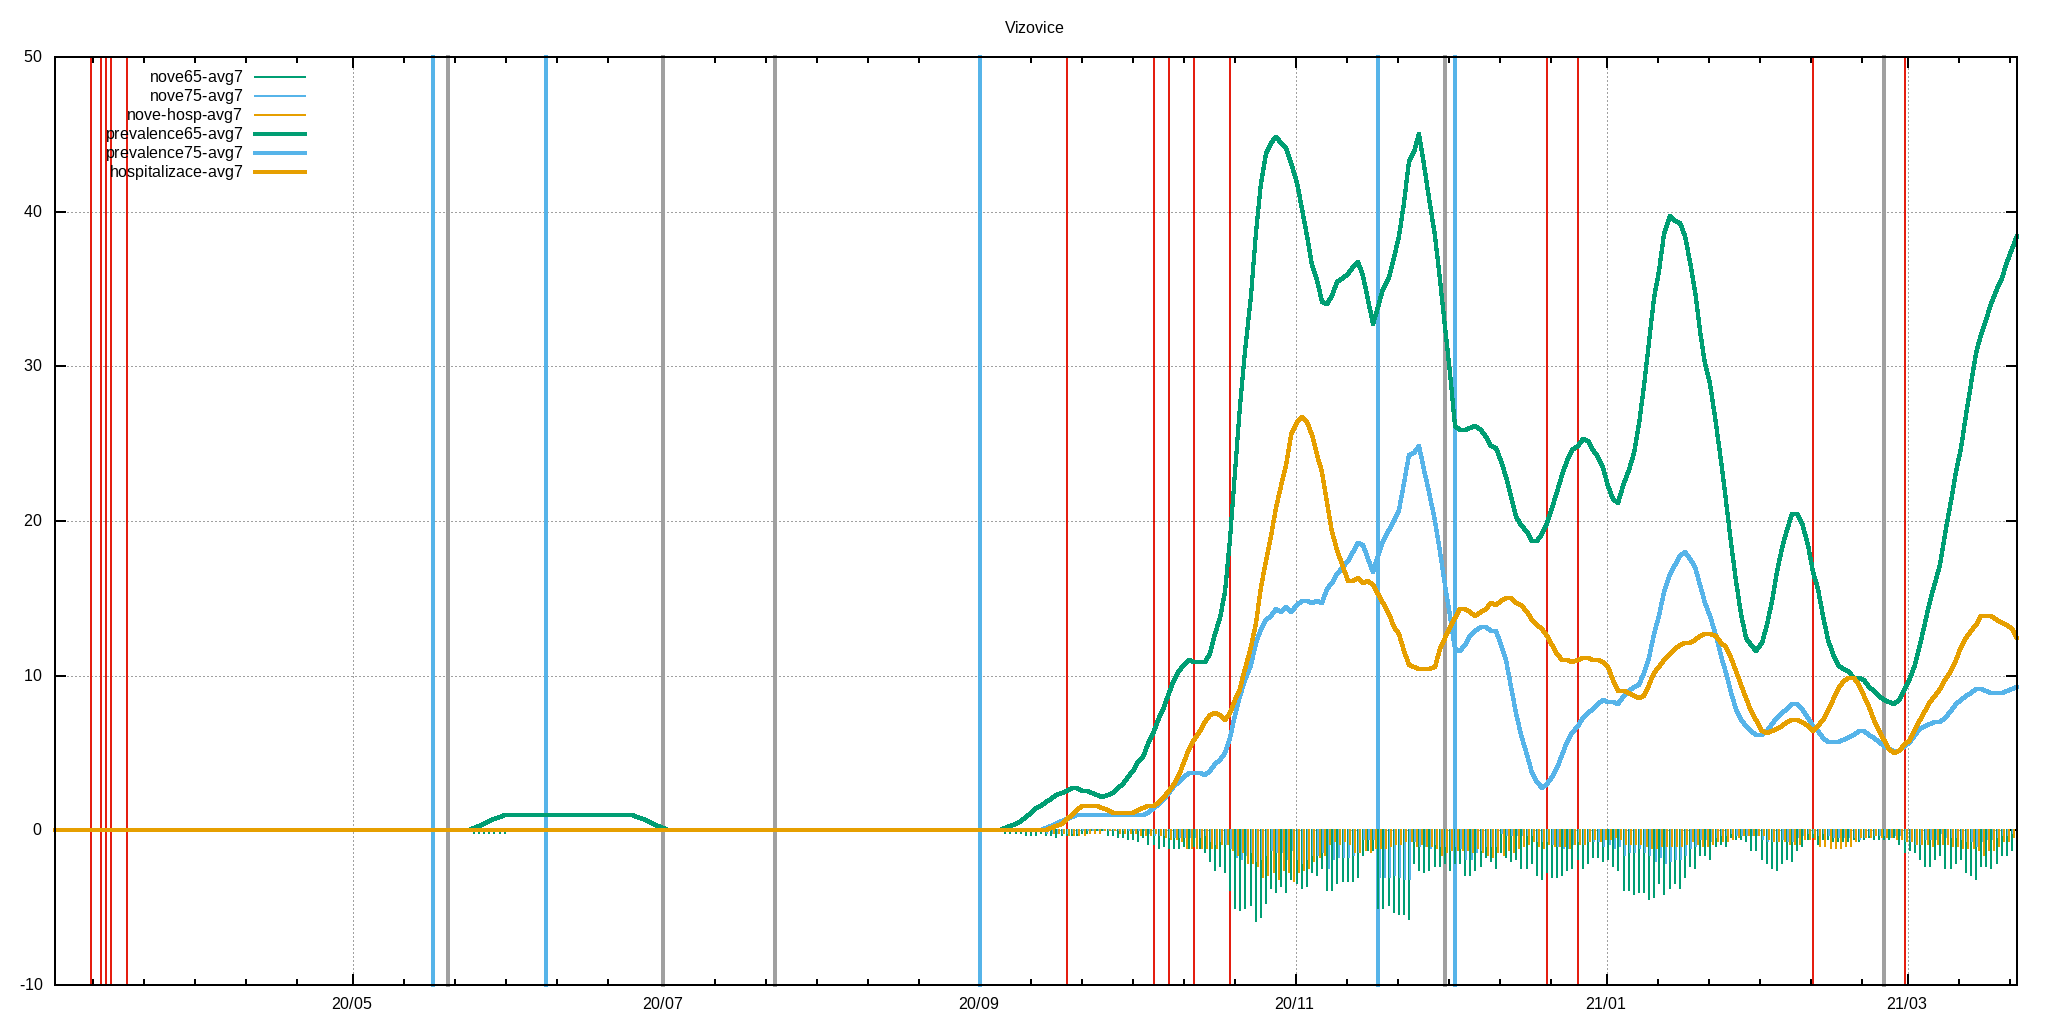 Vizovice
50
40
30
20
10
0
-10
nove65-avg7
nove75-avg7
nove-hosp-avg7
prevalence65-avg7
prevalence75-avg7
hospitalizace-avg7
20/05 20/07 20/09 20/11 21/01 21/03